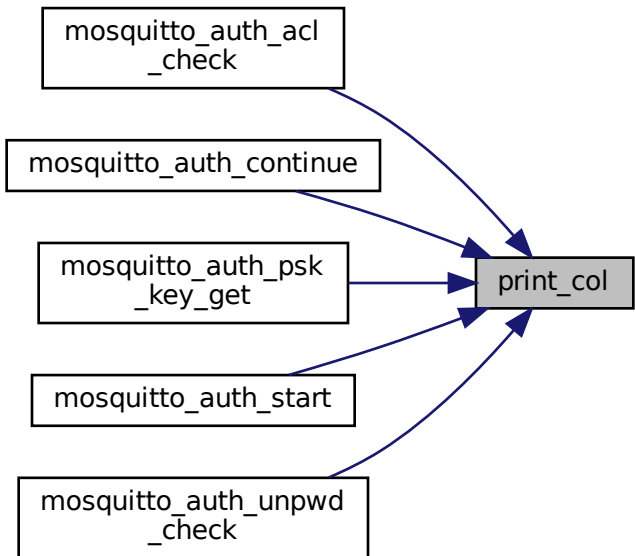 mosquitto_auth_acl
_check
mosquitto_auth_continue
mosquitto_auth_psk
_key_get
print_col
mosquitto_auth_start
mosquitto_auth_unpwd
_check